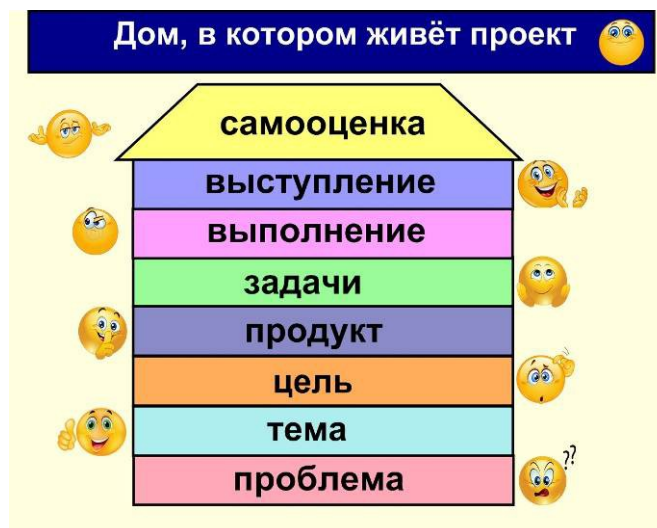 Дом, в котором живёт проект
самооценка
выступление
выполнение
задачи
продукт
цель
тема
проблема
??